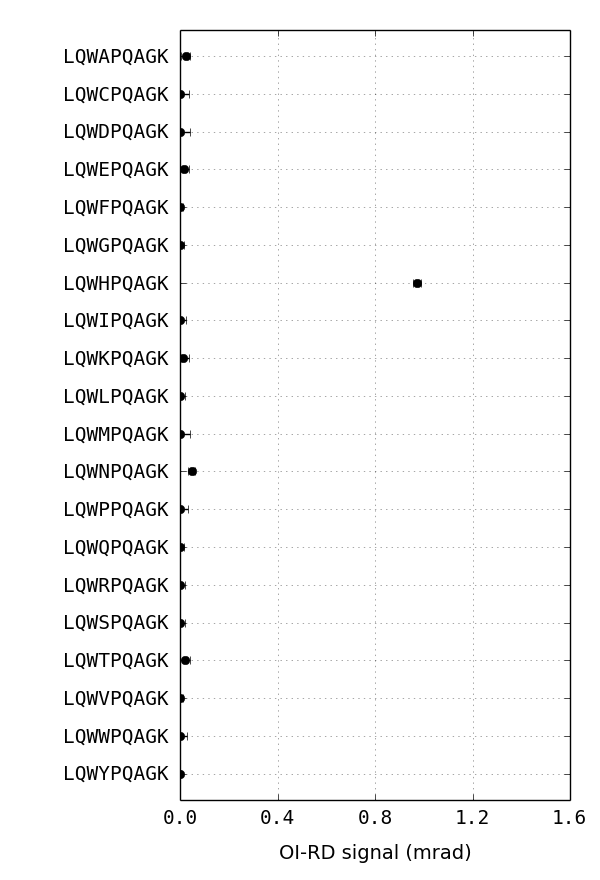 LQWAPQAGK
LQWCPQAGK
LQWDPQAGK
LQWEPQAGK
LQWFPQAGK
LQWGPQAGK
LQWHPQAGK
LQWIPQAGK
LQWKPQAGK
LQWLPQAGK
LQWMPQAGK
LQWNPQAGK
LQWPPQAGK
LQWQPQAGK
LQWRPQAGK
LQWSPQAGK
LQWTPQAGK
LQWVPQAGK
LQWWPQAGK
LQWYPQAGK
0.0 0.4 0.8 1.2 1.6
OI-RD signal (mrad)